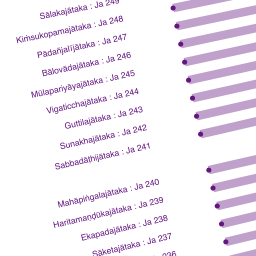 Sālakajātaka : Ja 249
Kiṁsukopamajātaka : Ja 248
Pādañjalījātaka : Ja 247
Bālovādajātaka : Ja 246
Mūlapariyāyajātaka : Ja 245
Vigaticchajātaka : Ja 244
Guttilajātaka : Ja 243
Sunakhajātaka : Ja 242
Sabbadāṭhijātaka : Ja 241
Mahāpiṅgalajātaka : Ja 240
Haritamaṇḍūkajātaka : Ja 239
Ekapadajātaka : Ja 238
Sāketajātaka : Ja 237
236